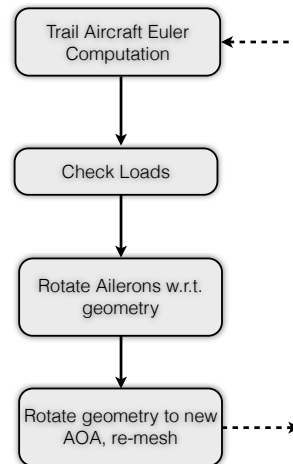 Trail Aircraft Euler
Computation
Check Loads
Rotate Ailerons w.r.t.
geometry
Rotate geometry to new
AOA, re-mesh